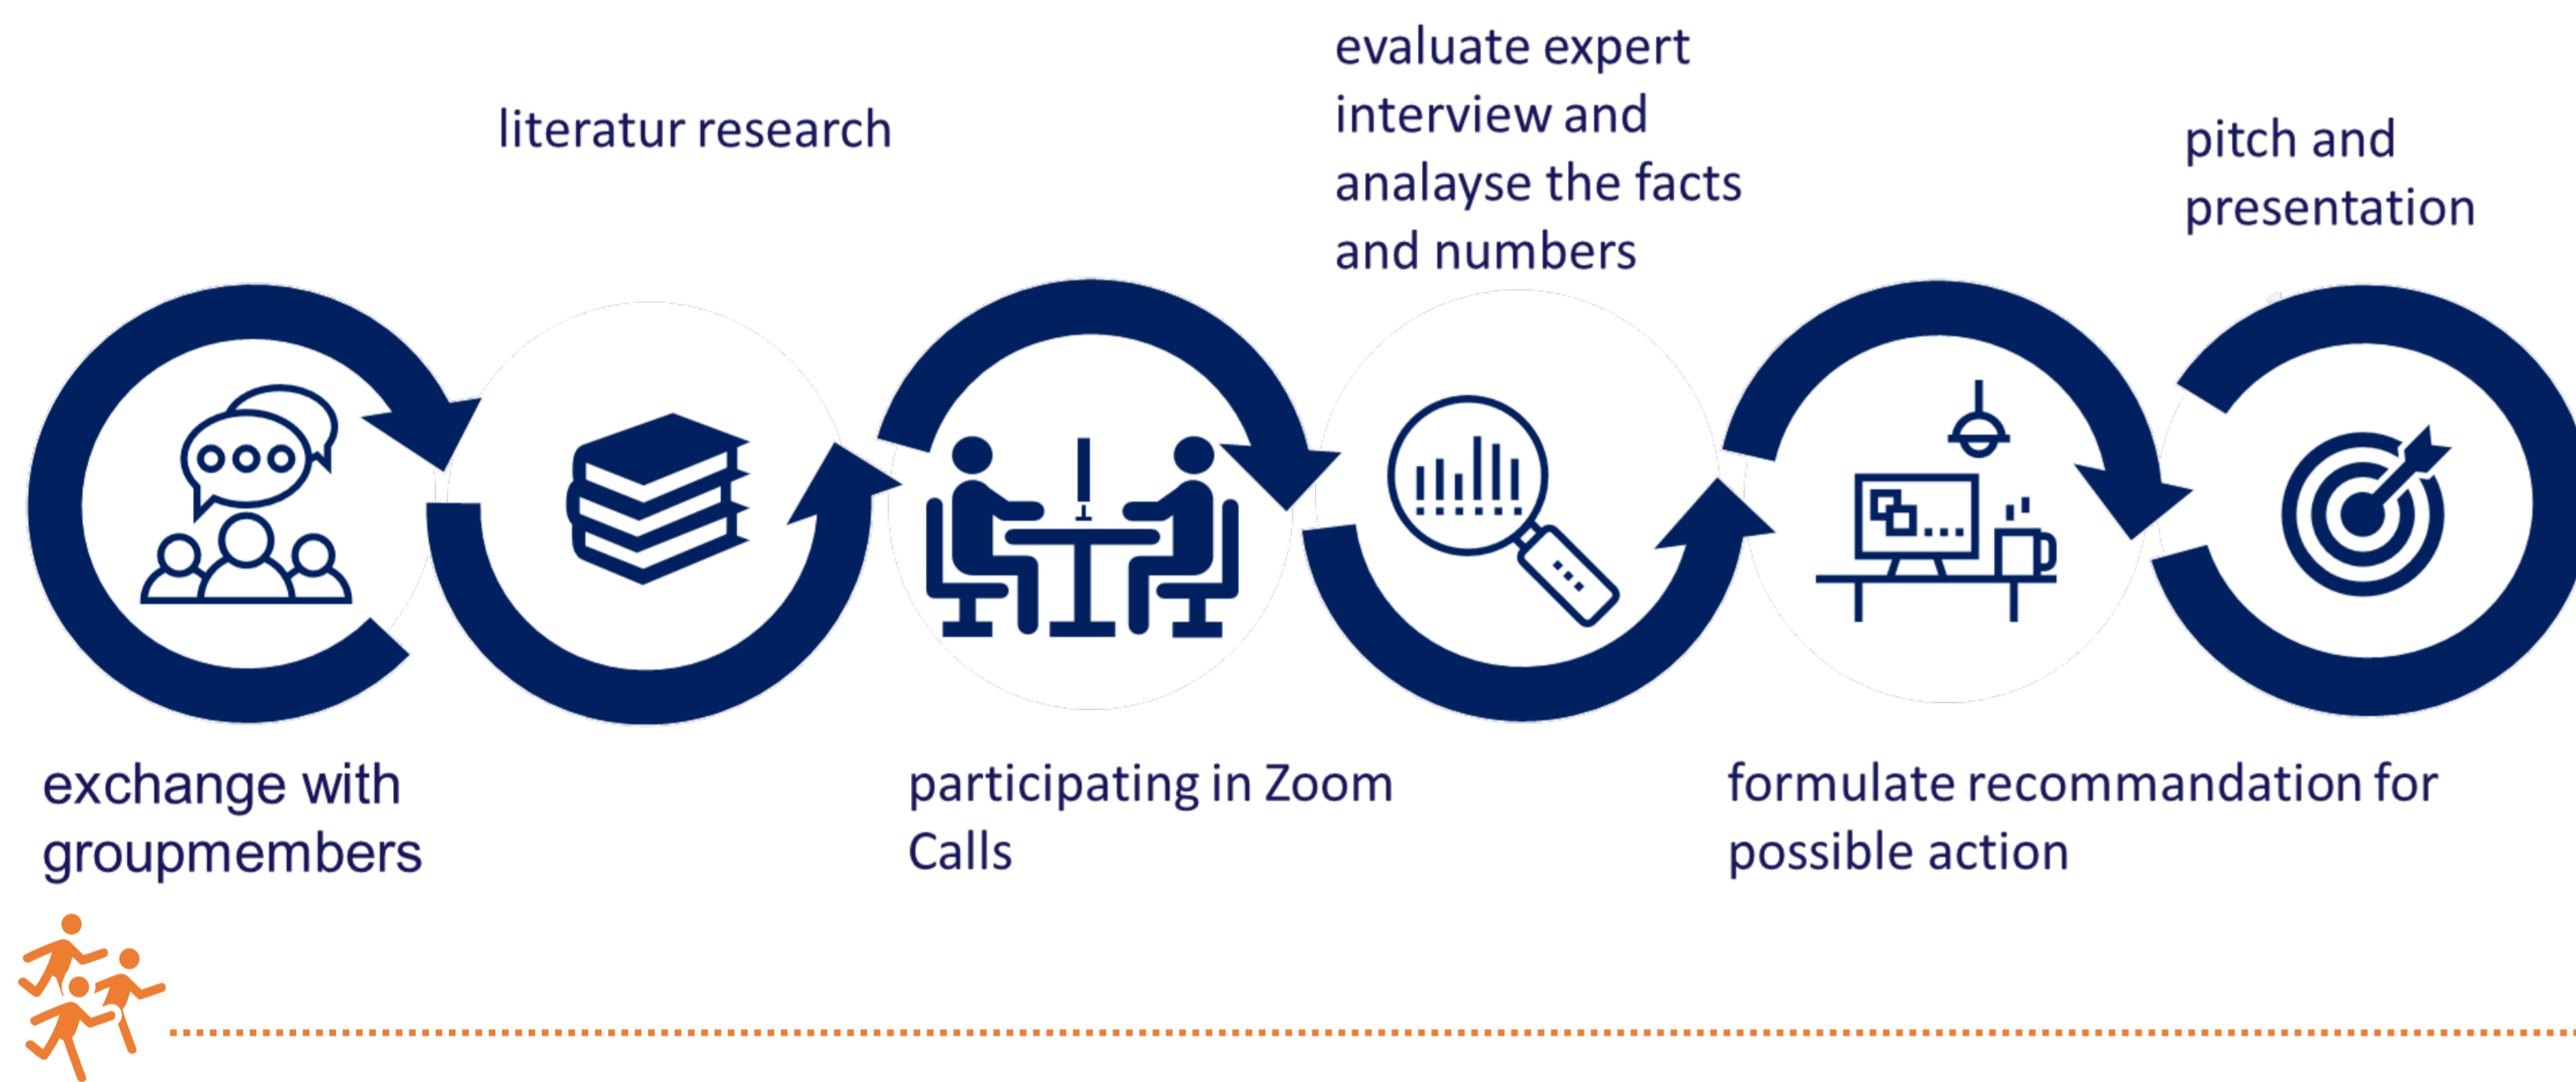 exchange with
groupmembers
literatur research
participating in Zoom
Calls
evaluate expert
interview and
analayse the facts
and numbers
formulate recommandation for
possible action
pitch and
presentation